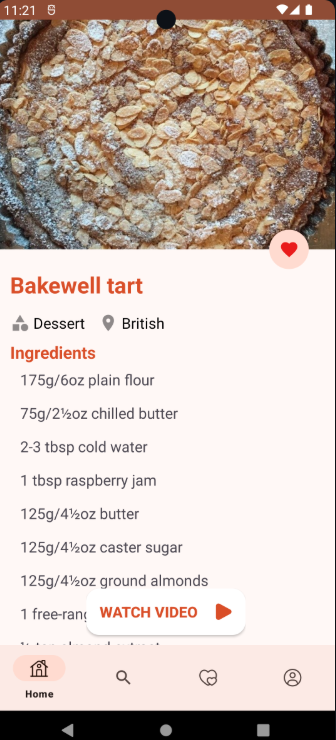 11:21
Bakewell tart
Dessert British
Ingredients
175g/6oz plain flour
75g/2½oz chilled butter
2-3 tbsp cold water
1 tbsp raspberry jam
125g/4½oz butter
125g/4½oz caster sugar
125g/4½oz ground almonds
1 free-rang
WATCH VIDEO
Home